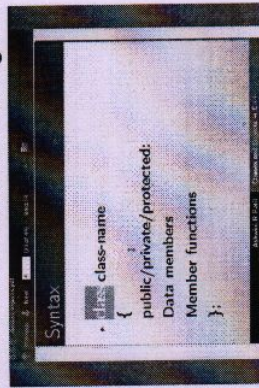 Syntax
• class class-name
{
public/private/protected:
Data members
Member functions
};